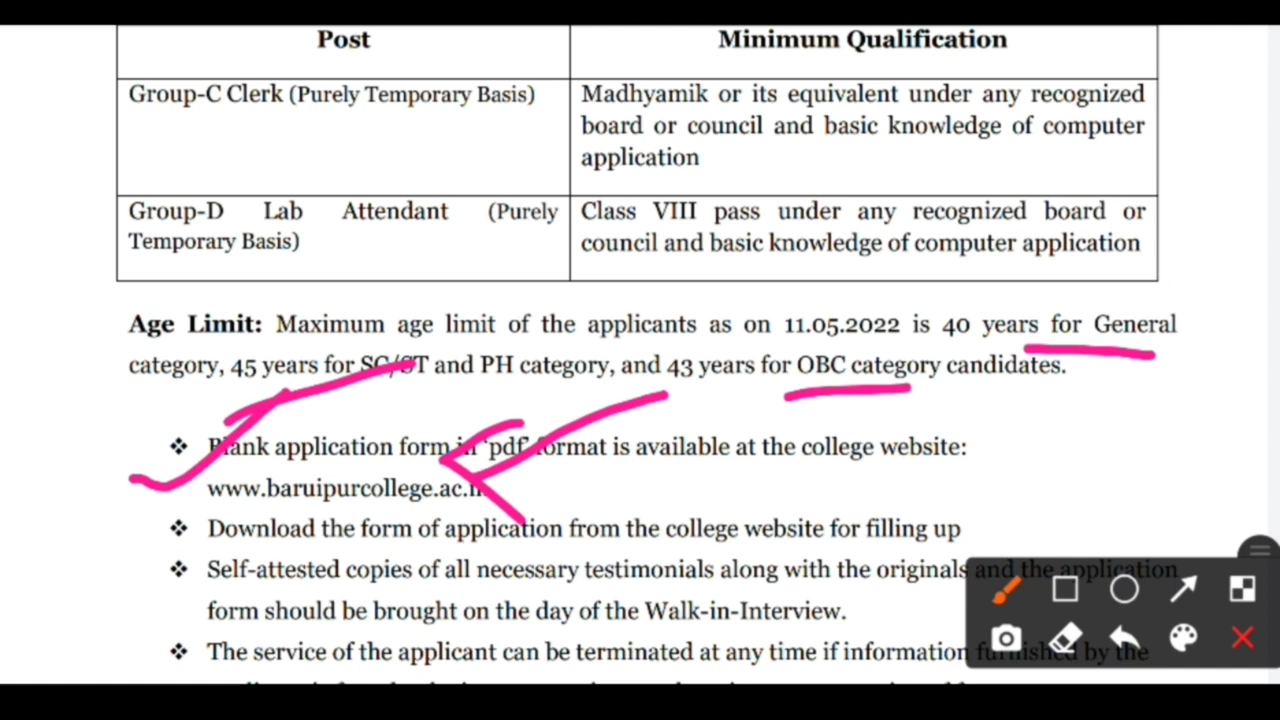 Post Minimum Qualification
Group-C Clerk (Purely Temporary Basis) Madhyamik or its equivalent under any recognized
board or council and basic knowledge of computer
application
Group-D Lab Attendant (Purely Class VIII pass under any recognized board or
Temporary Basis) council and basic knowledge of computer application
Age Limit: Maximum age limit of the applicants as on 11.05.2022 is 40 years for General
category, 45 years for SC/ST and PH category, and 43 years for OBC category candidates.
❖ Blank application form in 'pdf' format is available at the college website:
www.baruipurcollege.ac.in
❖ Download the form of application from the college website for filling up
❖ Self-attested copies of all necessary testimonials along with the originals and the application
form should be brought on the day of the Walk-in-Interview.
❖ The service of the applicant can be terminated at any time if information furnished by the